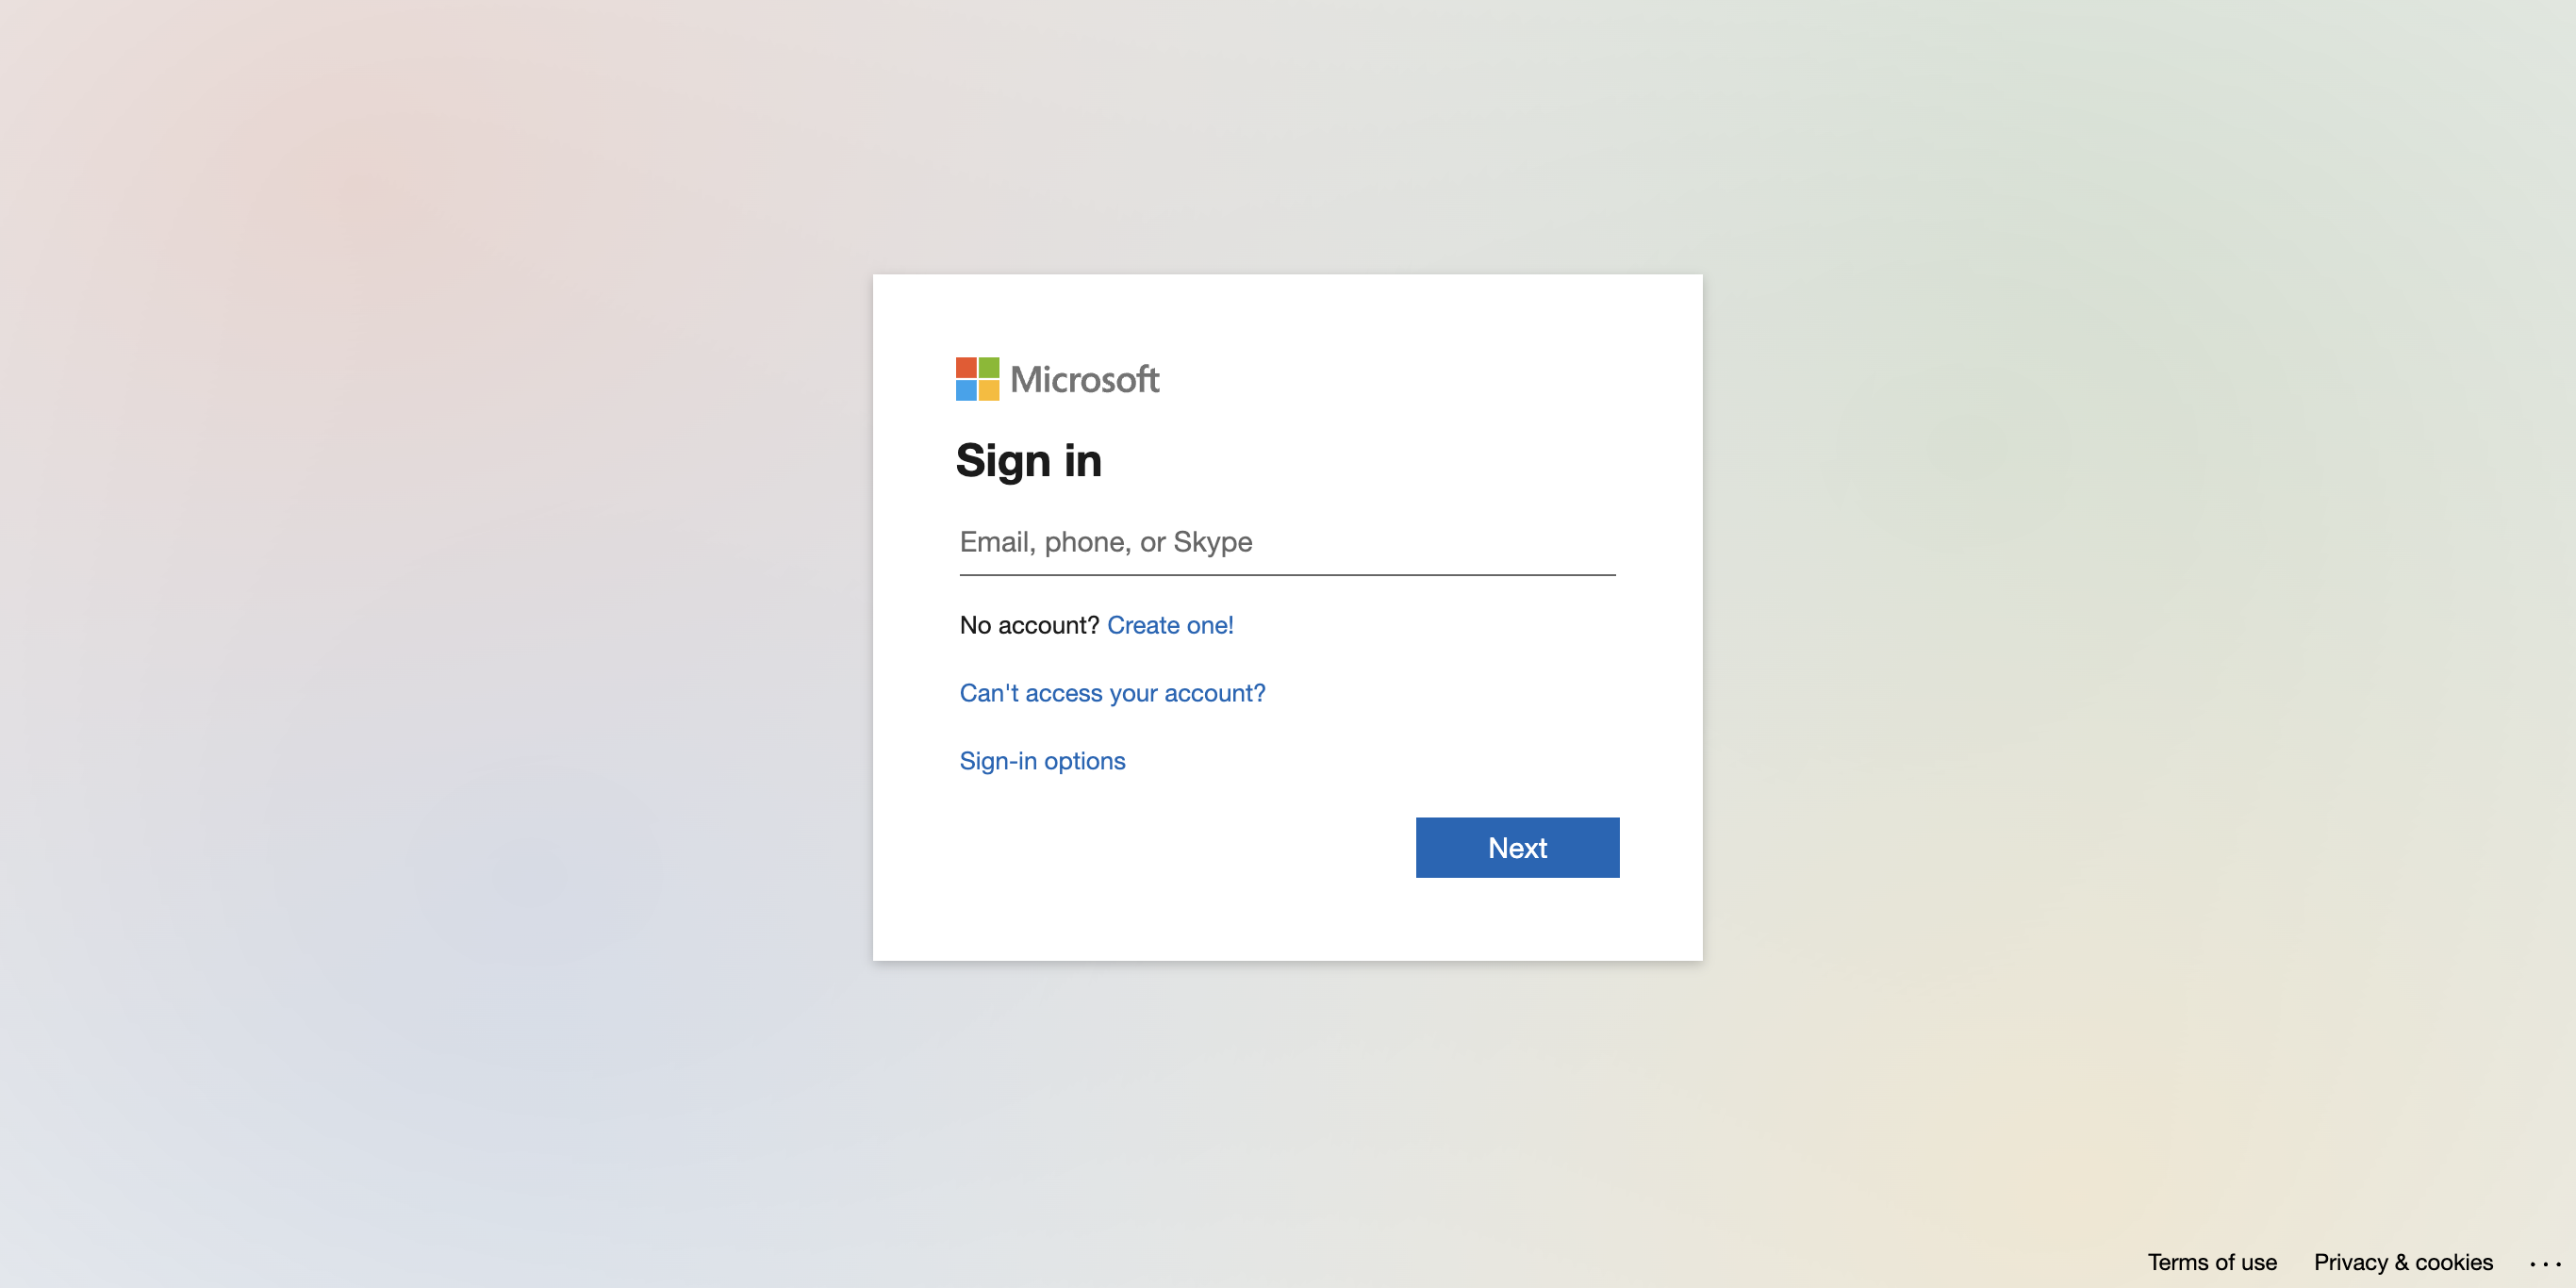 Microsoft
Sign in
Email, phone, or Skype
No account? Create one!
Can't access your account?
Sign-in options
Next
Terms of use Privacy & cookies ...